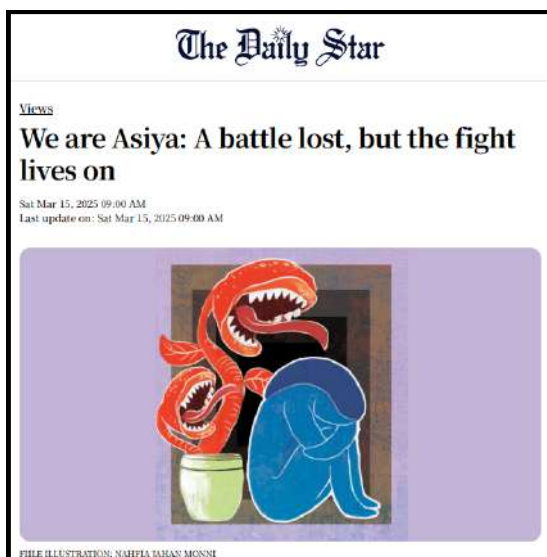 The Daily Star
Views
We are Asiya: A battle lost, but the fight
lives on
Sat Mar 15, 2025 09:00 AM
Last update on: Sat Mar 15, 2025 09:00 AM
FILE ILLUSTRATION: NAHFIA JAHAN MONNI